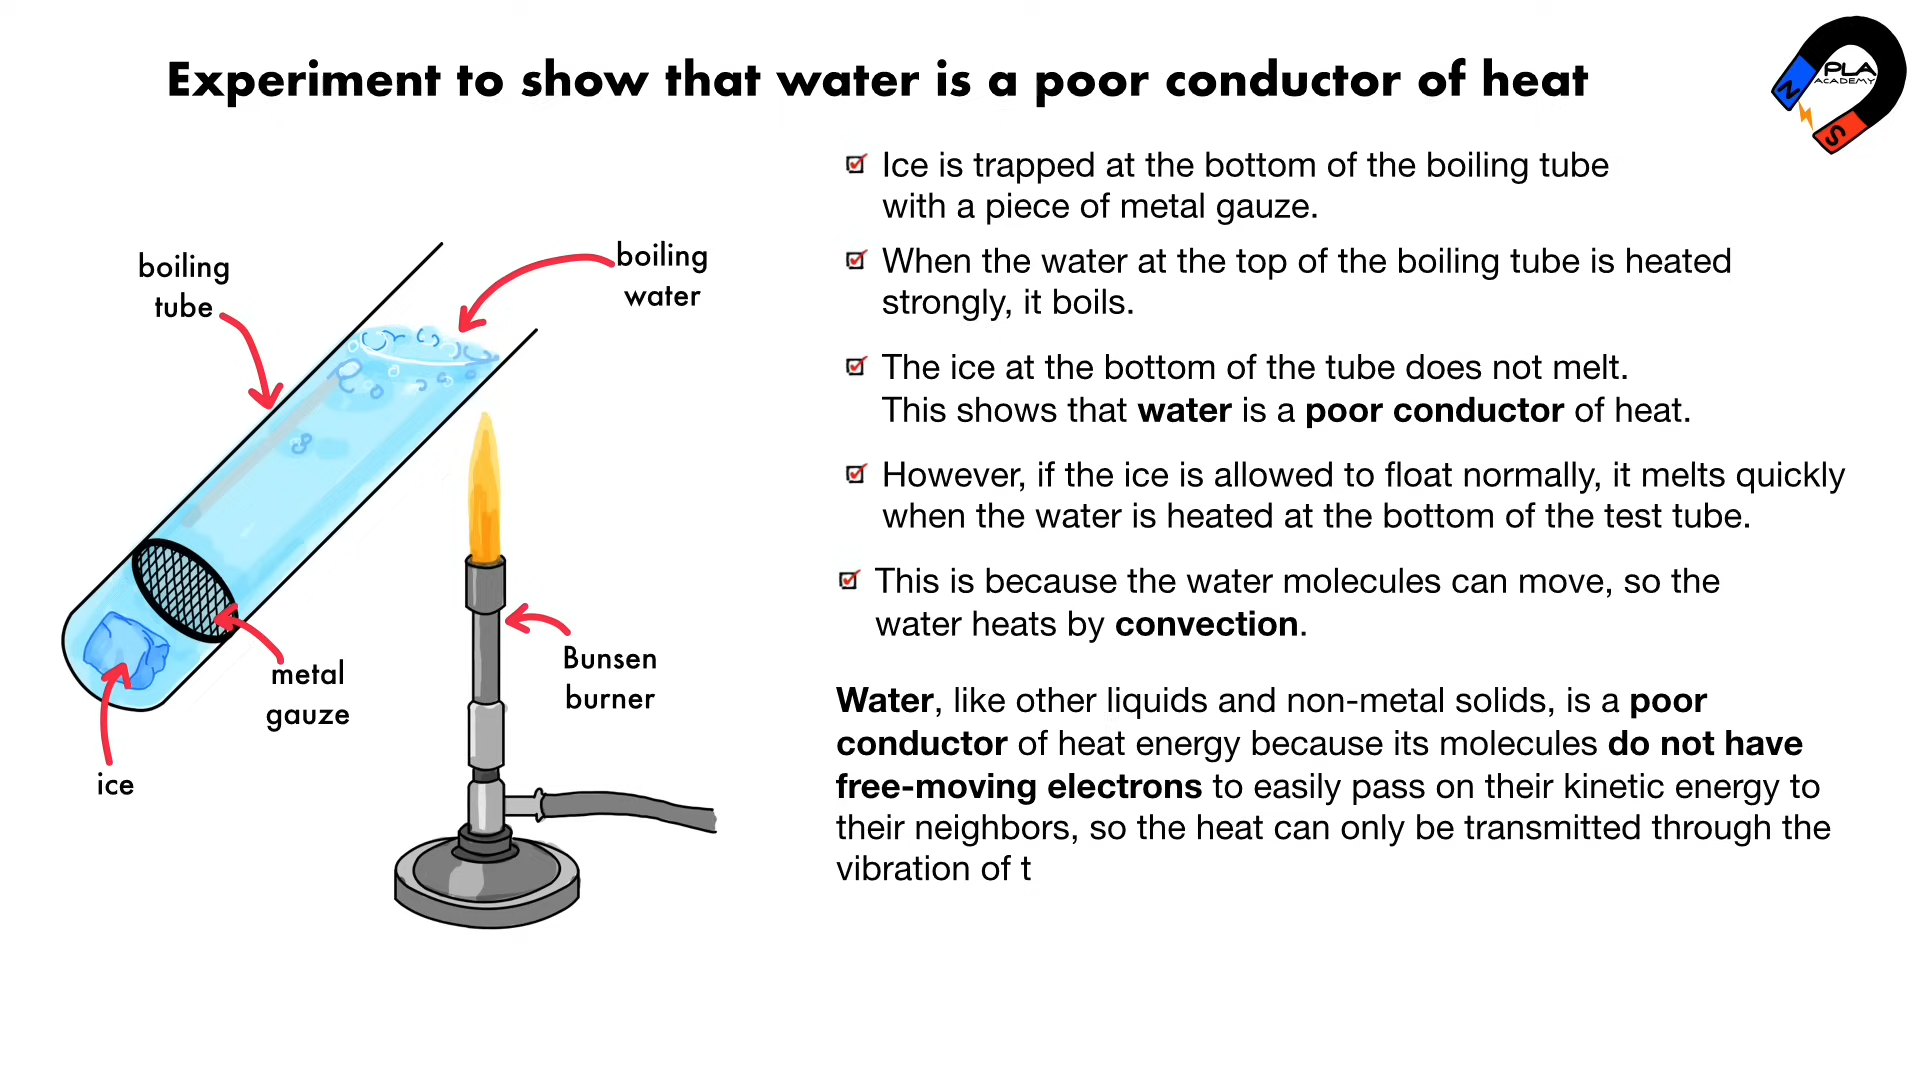 Experiment to show that water is a poor conductor of heat
PLA
ACADEMY
N
S
boiling
tube
boiling
water
metal
gauze
ice
Bunsen
burner
Ice is trapped at the bottom of the boiling tube
with a piece of metal gauze.
When the water at the top of the boiling tube is heated
strongly, it boils.
The ice at the bottom of the tube does not melt.
This shows that water is a poor conductor of heat.
However, if the ice is allowed to float normally, it melts quickly
when the water is heated at the bottom of the test tube.
This is because the water molecules can move, so the
water heats by convection.
Water, like other liquids and non-metal solids, is a poor
conductor of heat energy because its molecules do not have
free-moving electrons to easily pass on their kinetic energy to
their neighbors, so the heat can only be transmitted through the
vibration of t